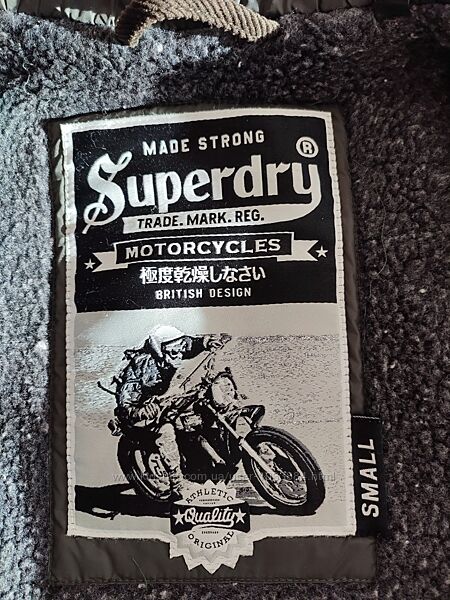 MADE STRONG
Superdry®
TRADE. MARK. REG.
MOTORCYCLES
極度乾燥しなさい
BRITISH DESIGN
ATHLETIC
Quality
ORIGINAL
SMALL